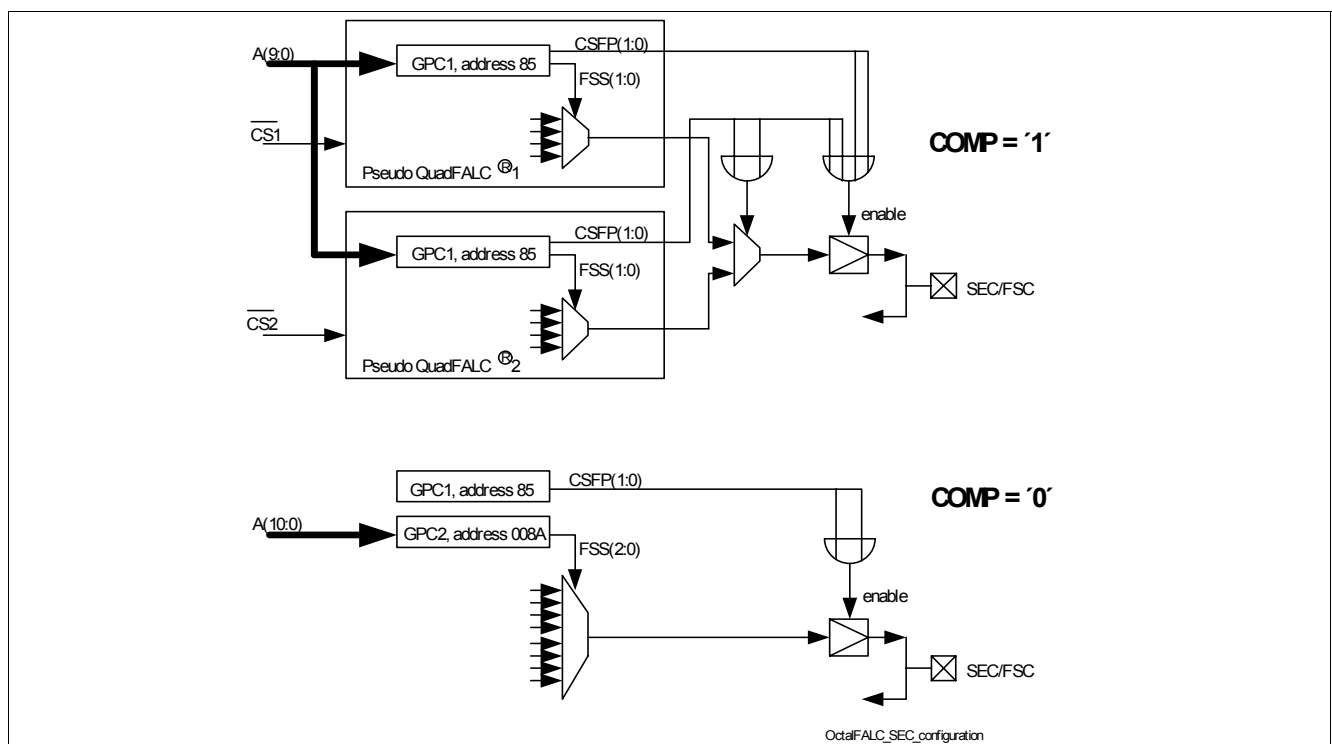 CSFP(1:0)
A(9:0)
GPC1, address 85
FSS(1:0)
CS1
COMP = ´1´
Pseudo QuadFALC ®1
enable
CSFP(1:0)
GPC1, address 85
FSS(1:0)
SEC/FSC
CS2
Pseudo QuadFALC ®2
CSFP(1:0)
GPC1, address 85
COMP = ´0´
A(10:0)
GPC2, address 008A
FSS(2:0)
enable
SEC/FSC
OctalFALC_SEC_configuration